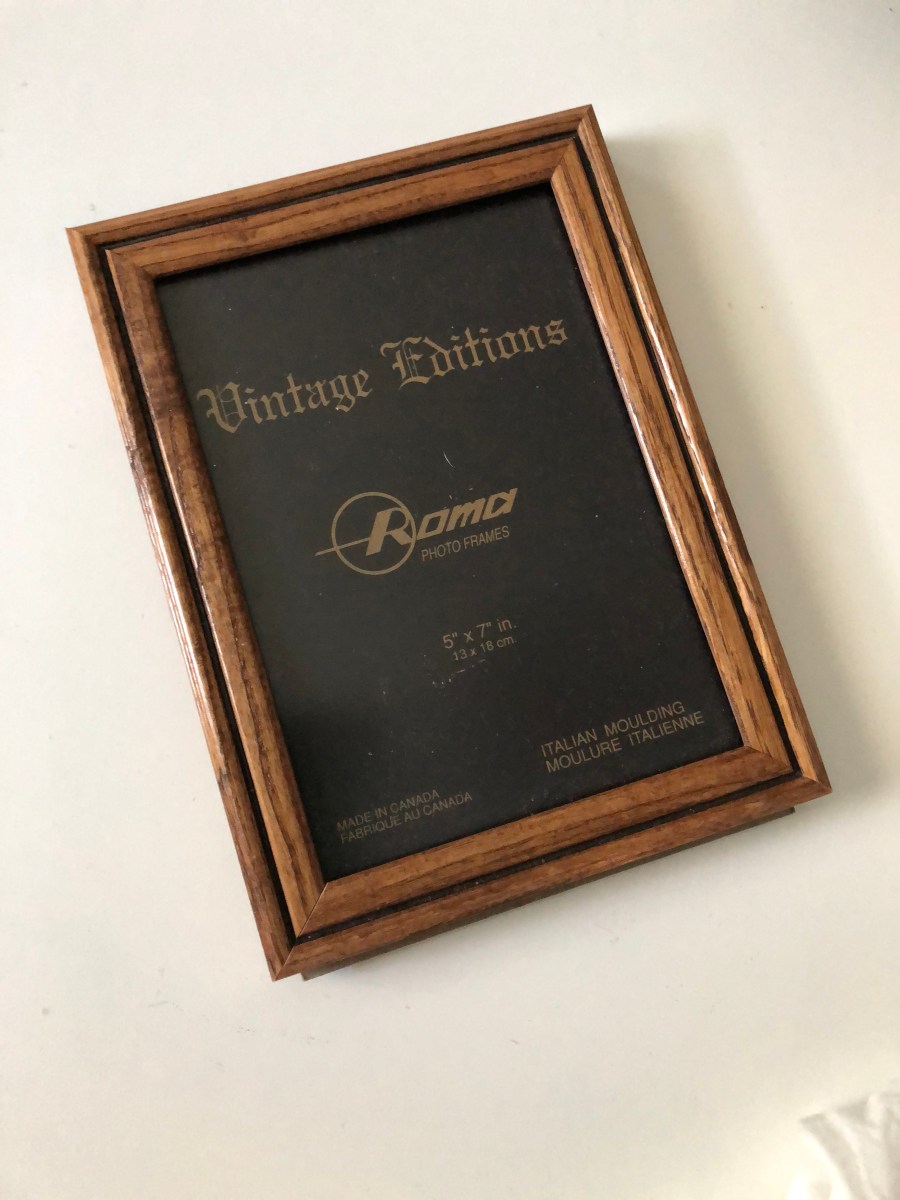 Vintage Editions
Roma
PHOTO FRAMES
5" x 7" in.
13 x 18 cm.
ITALIAN MOULDING
MOULURE ITALIENNE
MADE IN CANADA
FABRIQUE AU CANADA